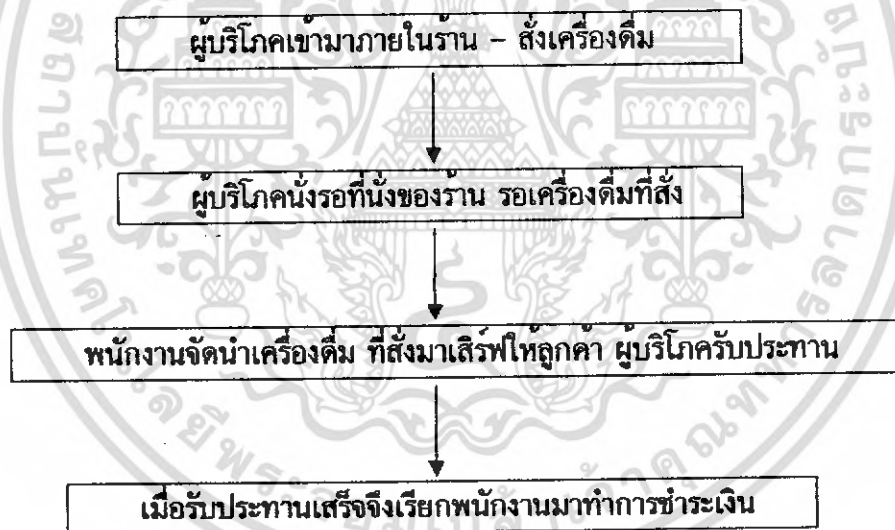 ผู้บริโภคเข้ามาภายในร้าน – สั่งเครื่องดื่ม
ผู้บริโภคนั่งรอที่นั่งของร้าน รอเครื่องดื่มที่สั่ง
พนักงานจัดนำเครื่องดื่ม ที่สั่งมาเสิร์ฟให้ลูกค้า ผู้บริโภครับประทาน
เมื่อรับประทานเสร็จจึงเรียกพนักงานมาทำการชำระเงิน